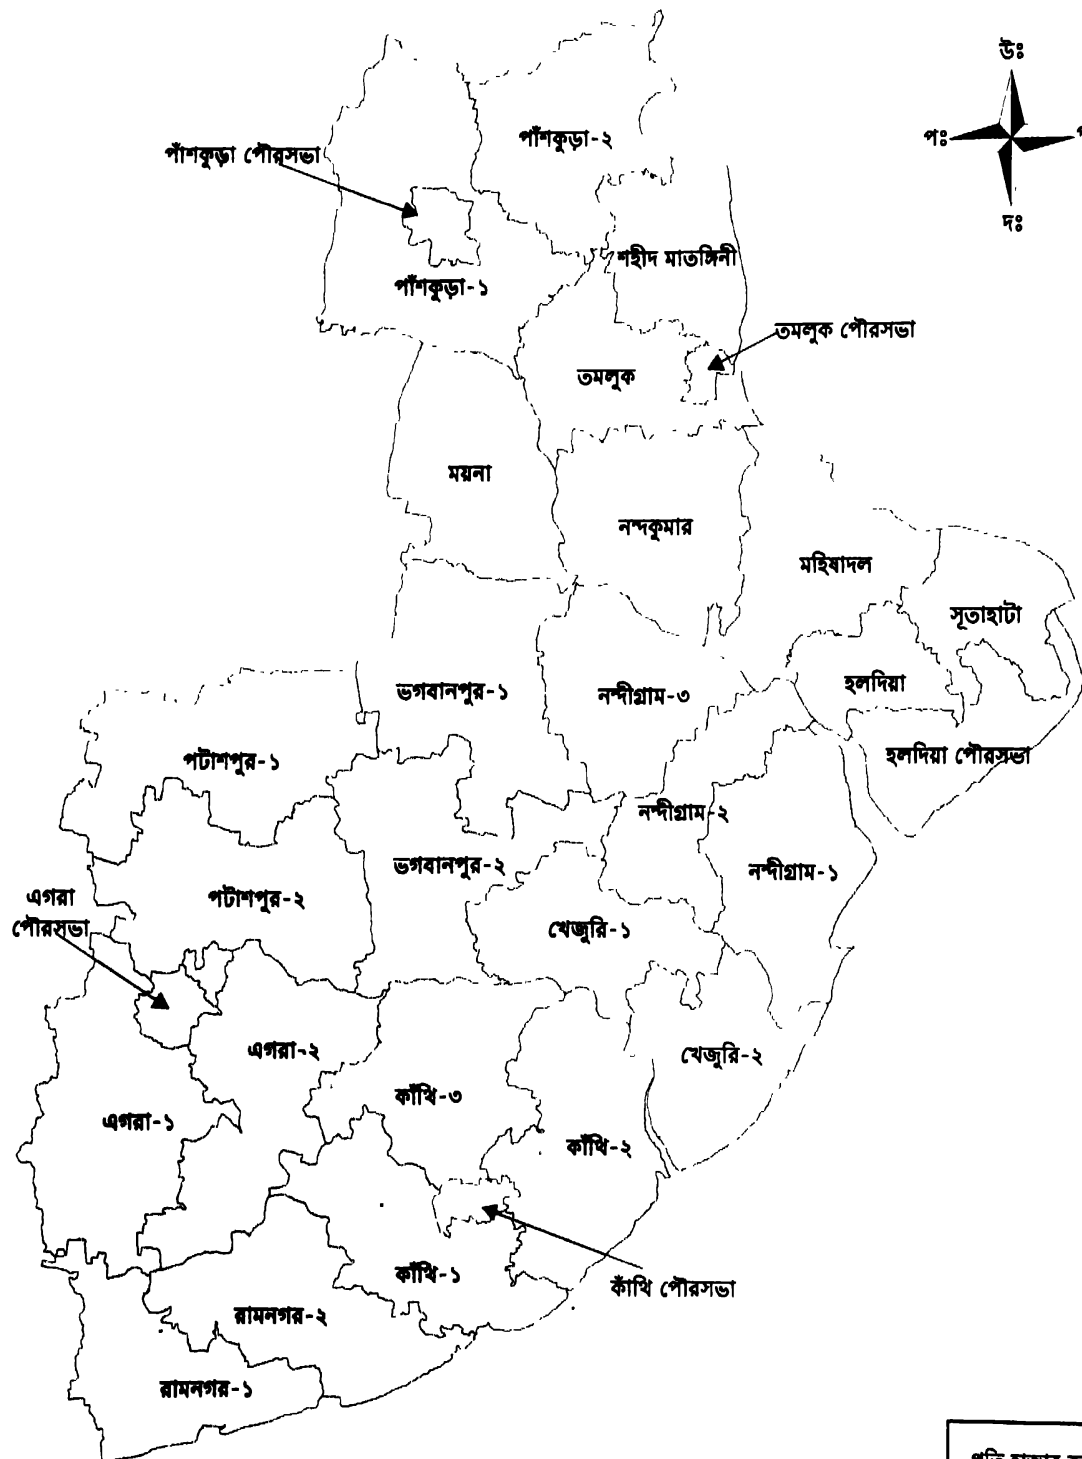 উঃ
পঃ
দঃ
পাঁশকুড়া-২
পাঁশকুড়া পৌরসভা
শহীদ মাতঙ্গিনী
পাঁশকুড়া-১
তমলুক পৌরসভা
তমলুক
ময়না
নন্দকুমার
মহিষাদল
সূতাহাটা
ভগবানপুর-১
নন্দীগ্রাম-৩
হলদিয়া
পটাশপুর-১
হলদিয়া পৌরসভা
নন্দীগ্রাম-২
ভগবানপুর-২
নন্দীগ্রাম-১
এগরা
পৌরসভা
পটাশপুর-২
খেজুরি-১
এগরা-২
খেজুরি-২
কাঁথি-৩
এগরা-১
কাঁথি-২
কাঁথি-১
কাঁথি পৌরসভা
রামনগর-২
রামনগর-১